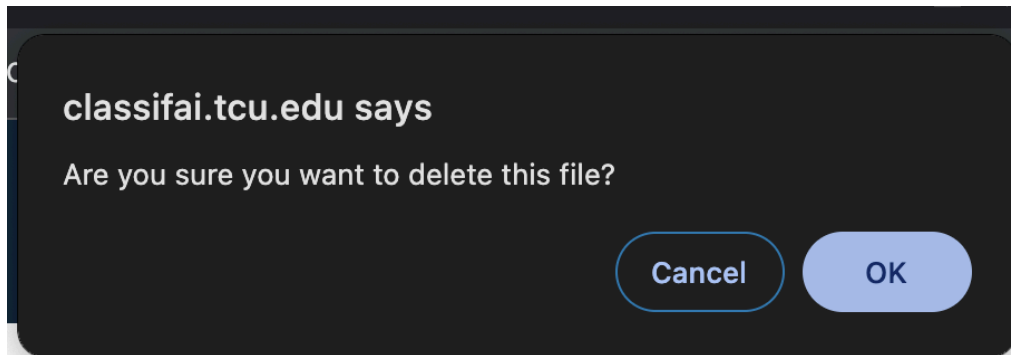 classifai.tcu.edu says
Are you sure you want to delete this file?
Cancel
OK